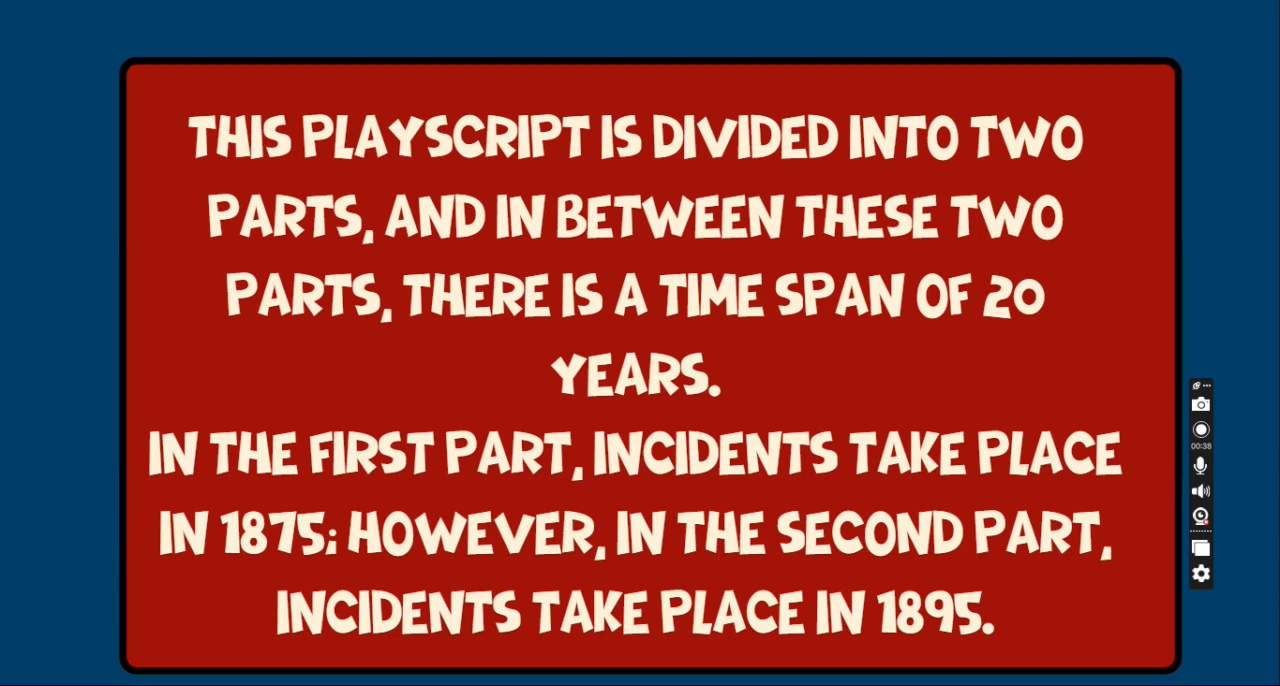 THIS PLAYSCRIPT IS DIVIDED INTO TWO
PARTS, AND IN BETWEEN THESE TWO
PARTS, THERE IS A TIME SPAN OF 20
YEARS.
IN THE FIRST PART, INCIDENTS TAKE PLACE
IN 1875; HOWEVER, IN THE SECOND PART,
INCIDENTS TAKE PLACE IN 1895.
00:38